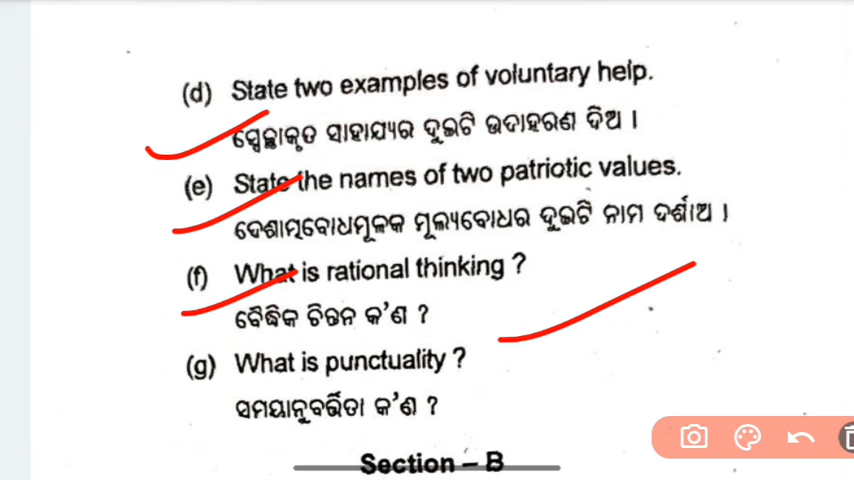 (d) State two examples of voluntary help.
ସ୍ୱେଚ୍ଛାକୃତ ସାହାଯ୍ୟର ଦୁଇଟି ଉଦାହରଣ ଦିଅ ।
(e) State the names of two patriotic values.
ଦେଶାତ୍ମବୋଧମୂଳକ ମୂଲ୍ୟବୋଧର ଦୁଇଟି ନାମ ଦର୍ଶାଅ ।
(f) What is rational thinking ?
ବୈଦ୍ଧିକ ଚିନ୍ତନ କ'ଣ ?
(g) What is punctuality ?
ସମୟାନୁବର୍ତ୍ତିତା କ'ଣ ?
Section – B